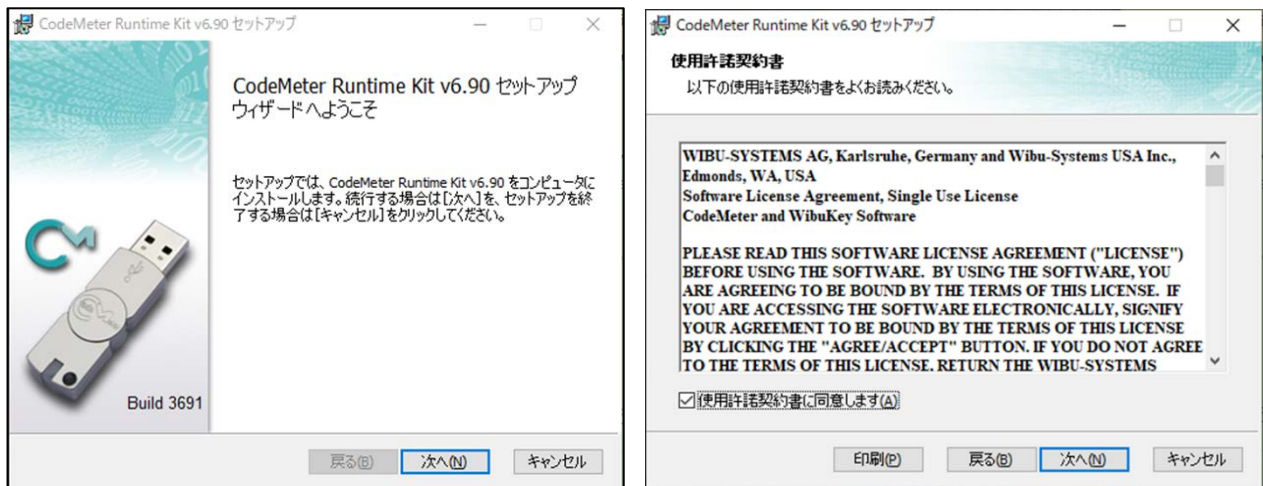 CodeMeter Runtime Kit v6.90 セットアップ
CodeMeter Runtime Kit v6.90 セットアップ
ウィザードへようこそ
セットアップでは、CodeMeter Runtime Kit v6.90 をコンピュータに
インストールします。続行する場合は[次へ]を、セットアップを終
了する場合は[キャンセル]をクリックしてください。
Build 3691
戻る(B)
次へ(N)
キャンセル
CodeMeter Runtime Kit v6.90 セットアップ
使用許諾契約書
以下の使用許諾契約書をよくお読みください。
WIBU-SYSTEMS AG, Karlsruhe, Germany and Wibu-Systems USA Inc.,
Edmonds, WA, USA
Software License Agreement, Single Use License
CodeMeter and WibuKey Software
PLEASE READ THIS SOFTWARE LICENSE AGREEMENT ("LICENSE")
BEFORE USING THE SOFTWARE. BY USING THE SOFTWARE, YOU
ARE AGREEING TO BE BOUND BY THE TERMS OF THIS LICENSE. IF
YOU ARE ACCESSING THE SOFTWARE ELECTRONICALLY, SIGNIFY
YOUR AGREEMENT TO BE BOUND BY THE TERMS OF THIS LICENSE
BY CLICKING THE "AGREE/ACCEPT" BUTTON. IF YOU DO NOT AGREE
TO THE TERMS OF THIS LICENSE, RETURN THE WIBU-SYSTEMS
使用許諾契約書に同意します(A)
印刷(P)
戻る(B)
次へ(N)
キャンセル